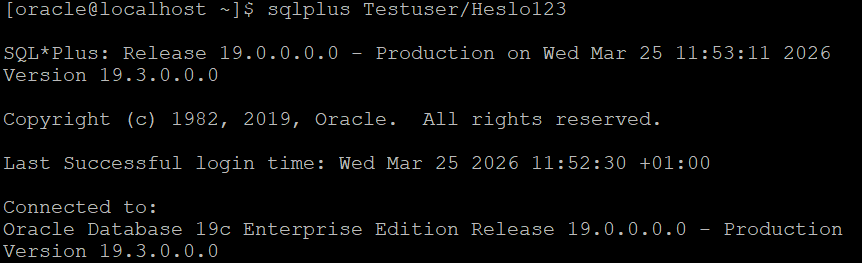 [oracle@localhost ~]$ sqlplus Testuser/Heslo123
SQL*Plus: Release 19.0.0.0.0 - Production on Wed Mar 25 11:53:11 2026
Version 19.3.0.0.0
Copyright (c) 1982, 2019, Oracle.  All rights reserved.
Last Successful login time: Wed Mar 25 2026 11:52:30 +01:00
Connected to:
Oracle Database 19c Enterprise Edition Release 19.0.0.0.0 - Production
Version 19.3.0.0.0